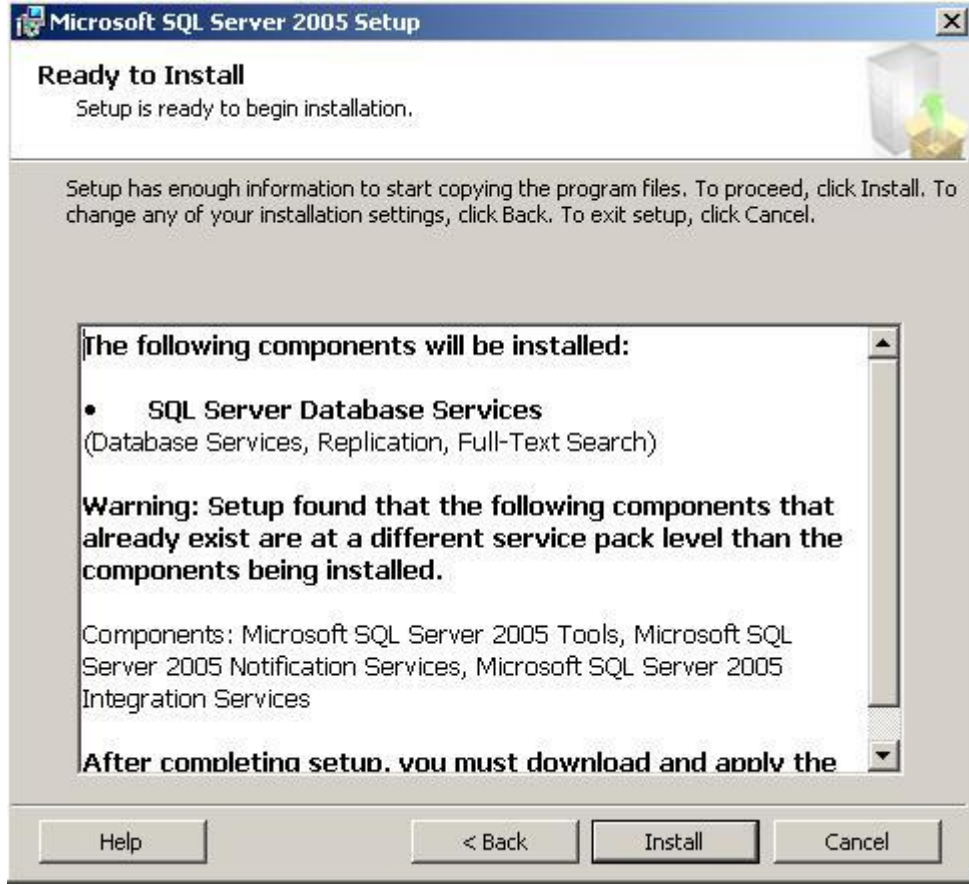 Microsoft SQL Server 2005 Setup
Ready to Install
Setup is ready to begin installation.
Setup has enough information to start copying the program files. To proceed, click Install. To
change any of your installation settings, click Back. To exit setup, click Cancel.
The following components will be installed:
• SQL Server Database Services
(Database Services, Replication, Full-Text Search)
Warning: Setup found that the following components that
already exist are at a different service pack level than the
components being installed.
Components: Microsoft SQL Server 2005 Tools, Microsoft SQL
Server 2005 Notification Services, Microsoft SQL Server 2005
Integration Services
After completing setup, you must download and apply the
Help
< Back
Install
Cancel